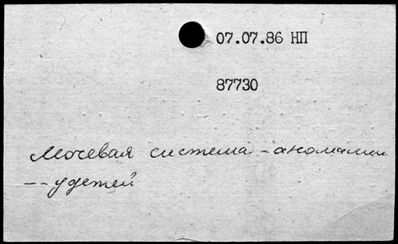 07.07.86 НП
87730
мочевая система - аномалии
-- у детей